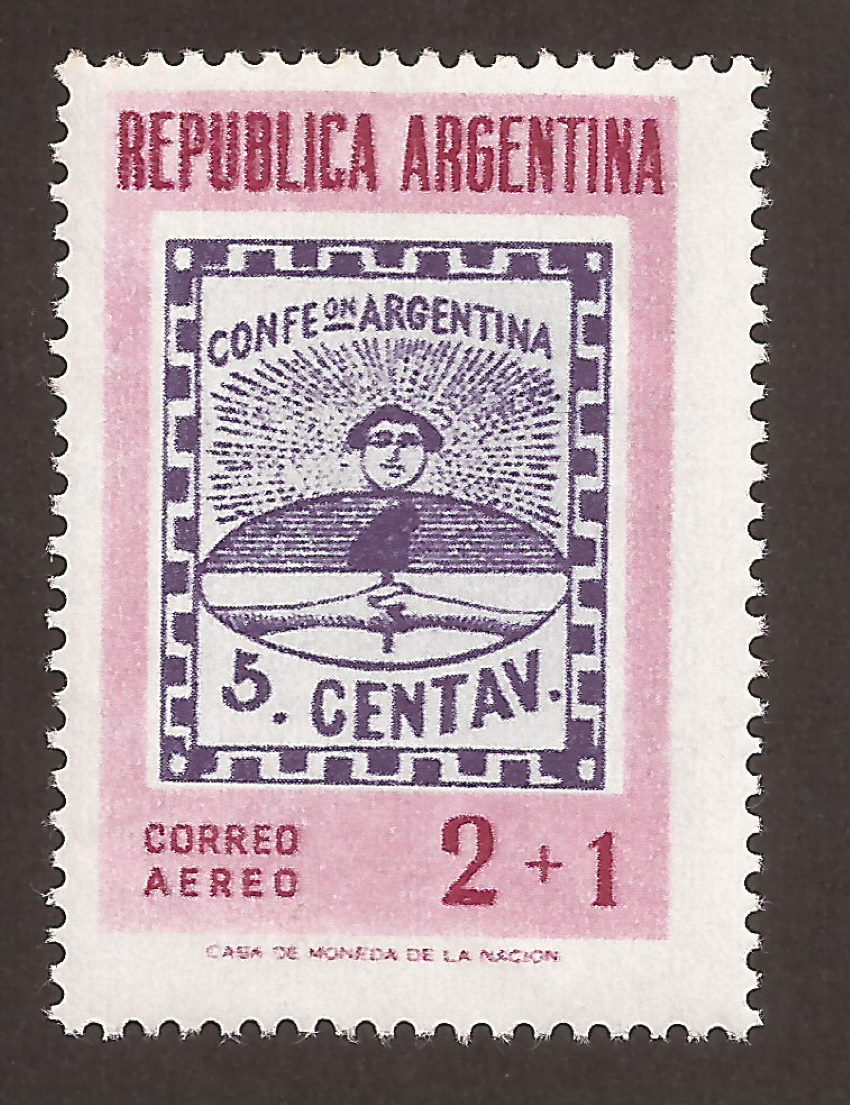 REPUBLICA ARGENTINA
CONFEON ARGENTINA
5. CENTAV.
CORREO
AEREO
2 + 1
CASA DE MONEDA DE LA NACION